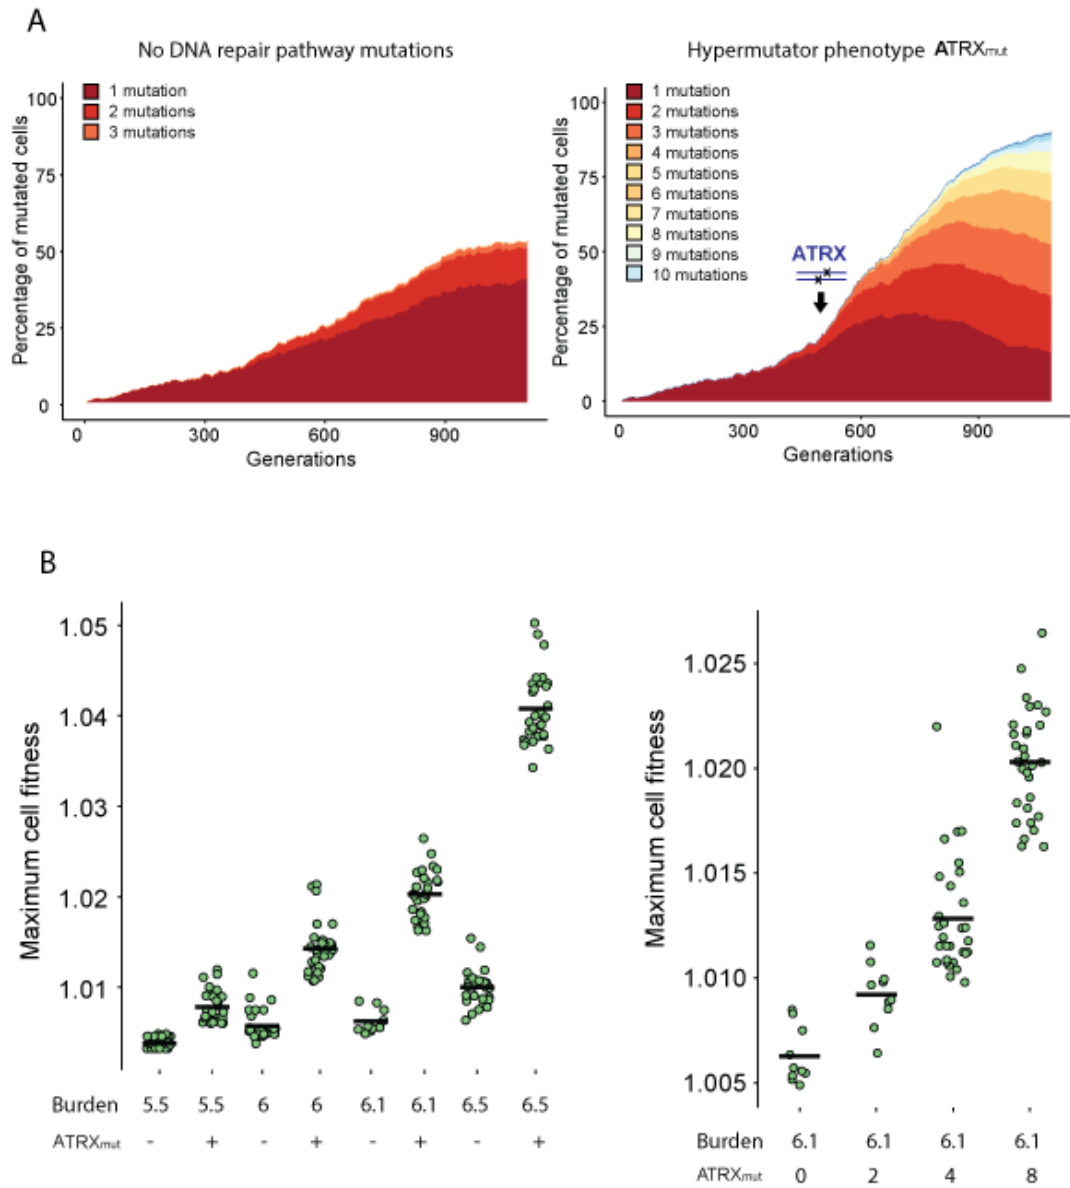 A
No DNA repair pathway mutations
Hypermutator phenotype ATRXmut
Percentage of mutated cells
100
75
50
25
0
1 mutation
2 mutations
3 mutations
0 300 600 900
Generations
Percentage of mutated cells
100
75
50
25
0
1 mutation
2 mutations
3 mutations
4 mutations
5 mutations
6 mutations
7 mutations
8 mutations
9 mutations
10 mutations
ATRX
0 300 600 900
Generations
B
Maximum cell fitness
1.05
1.04
1.03
1.02
1.01
Burden 5.5 5.5 6 6 6.1 6.1 6.5 6.5
ATRXmut - + - + - + - +
Maximum cell fitness
1.025
1.020
1.015
1.010
1.005
Burden 6.1 6.1 6.1 6.1
ATRXmut 0 2 4 8